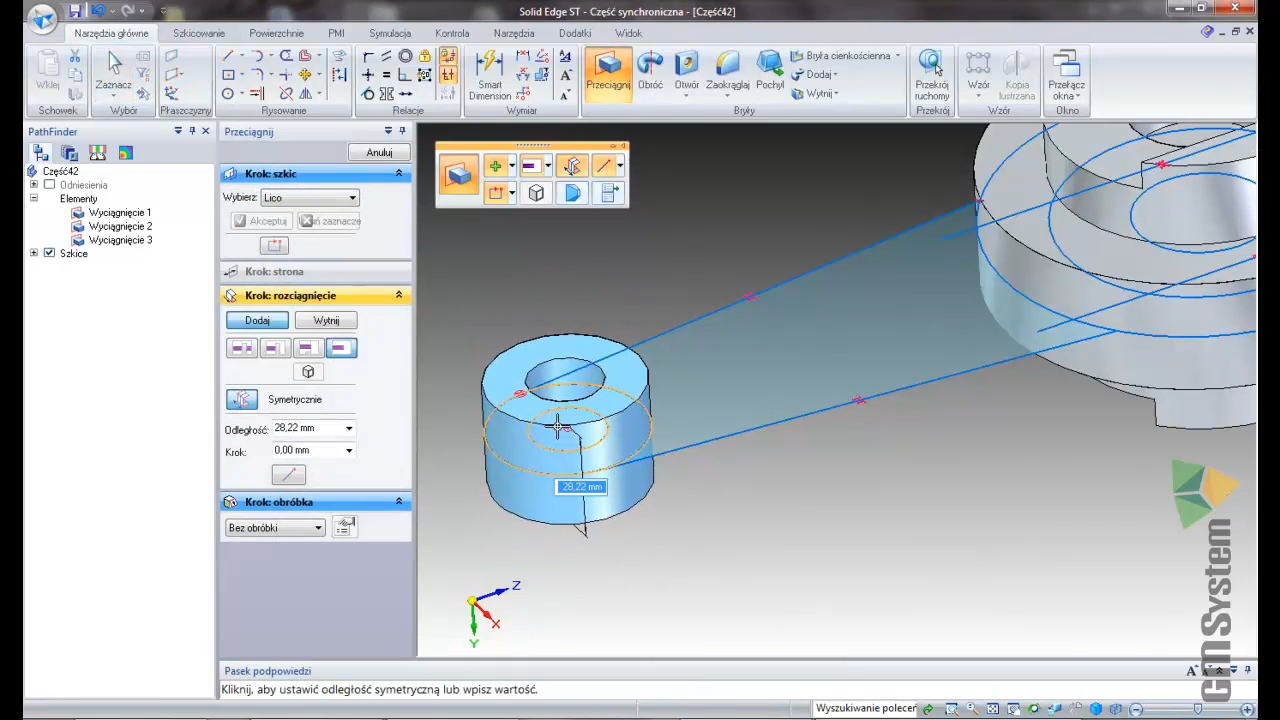 Solid Edge ST - Część synchroniczna - [Część42]
Narzędzia główne
Szkicowanie
Powierzchnie
PMI
Symulacja
Kontrola
Narzędzia
Dodatki
Widok
Wklej
Zaznacz
Smart
Dimension
Przeciągnij
Obróć
Otwór
Zaokrąglaj
Pochyl
Bryła cienkościenna
Dodaj
Wytnij
Przekrój
ruchomy
Wzór
Kopia
lustrzana
Przełącz
okna
Schowek
Wybór
Płaszczyzny
Rysowanie
Relacje
Wymiar
Bryły
Przekrój
Wzór
Okno
PathFinder
Część42
Odniesienia
Elementy
Wyciągnięcie 1
Wyciągnięcie 2
Wyciągnięcie 3
Szkice
Przeciągnij
Anuluj
Krok: szkic
Wybierz:
Lico
Akceptuj
zaznacze
Krok: strona
Krok: rozciągnięcie
Dodaj
Wytnij
Symetrycznie
Odległość:
28,22 mm
Krok:
0,00 mm
Krok: obróbka
Bez obróbki
28,22 mm
Z
X
Y
GMSystem
Pasek podpowiedzi
Kliknij, aby ustawić odległość symetryczną lub wpisz wartość.
Wyszukiwanie poleceń